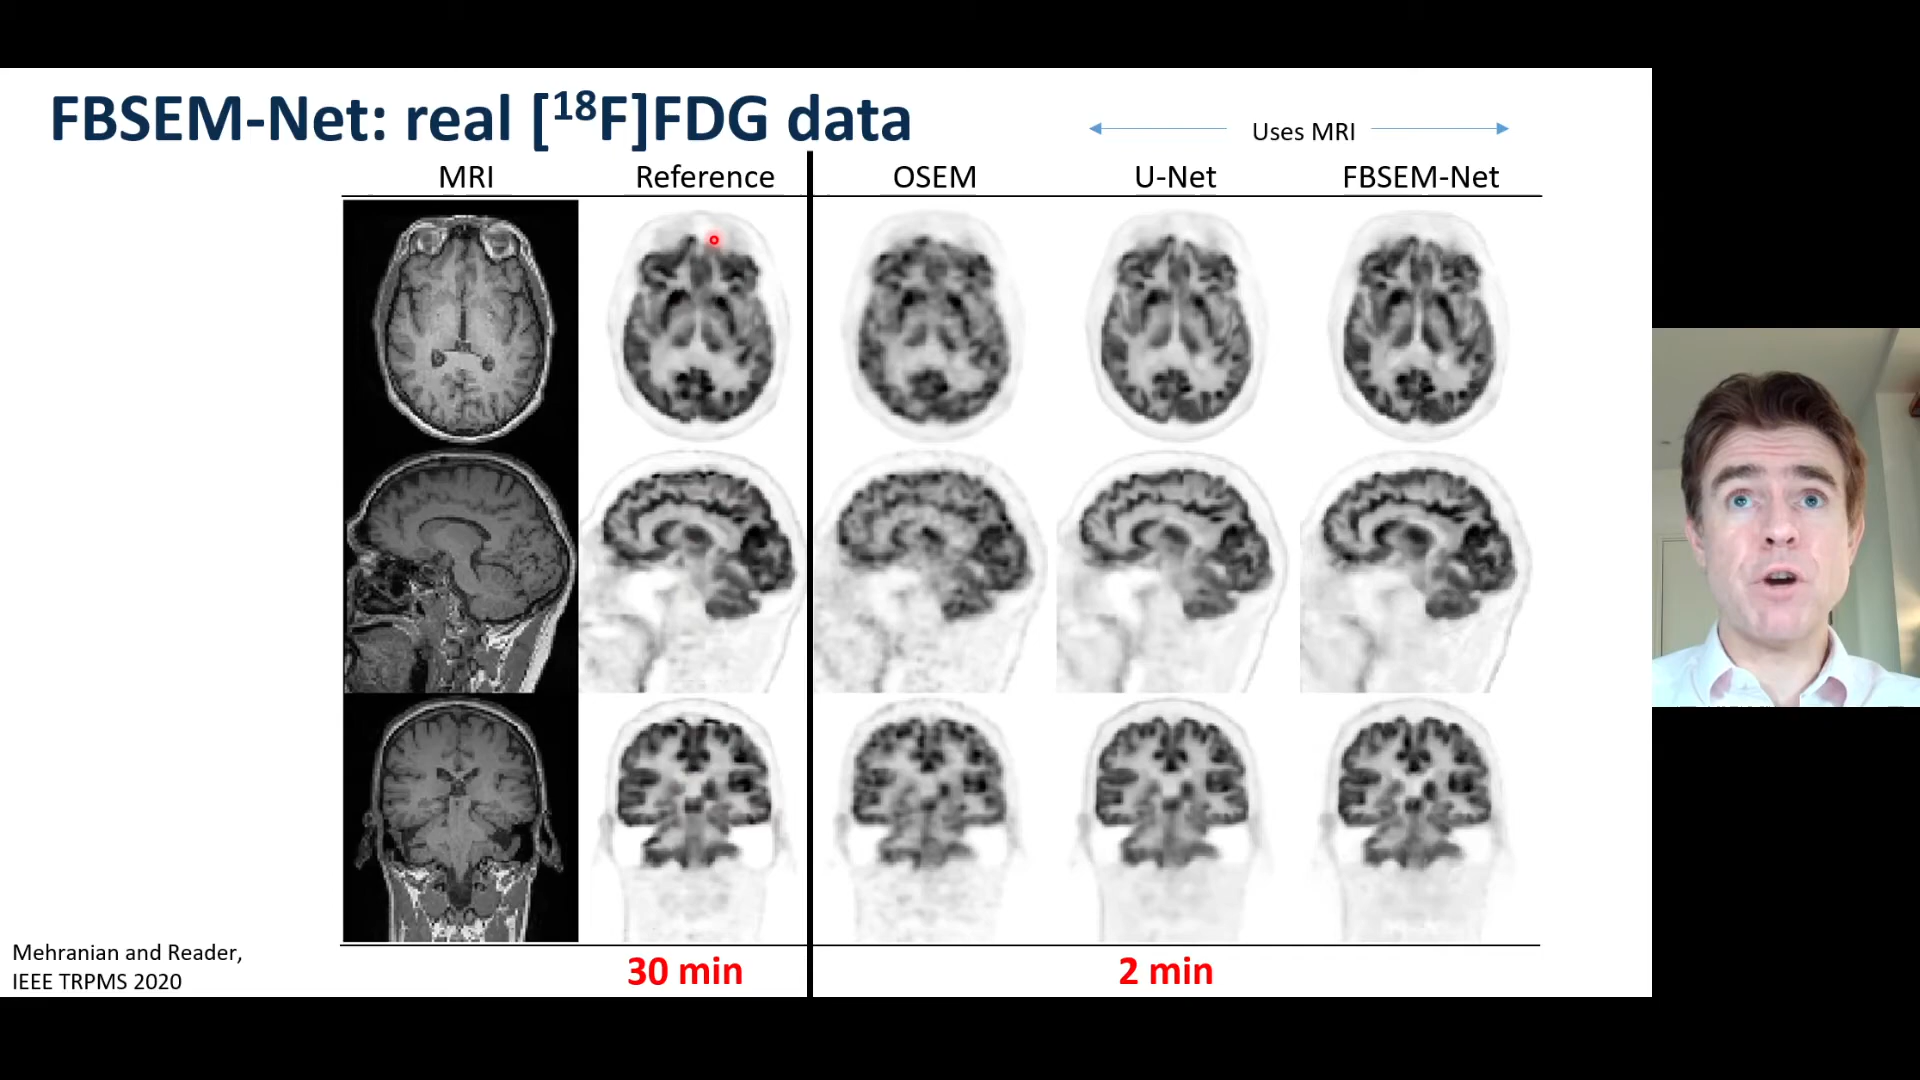 FBSEM-Net: real [¹⁸F]FDG data
Uses MRI
MRI Reference OSEM U-Net FBSEM-Net
Mehranian and Reader,
IEEE TRPMS 2020
30 min 2 min